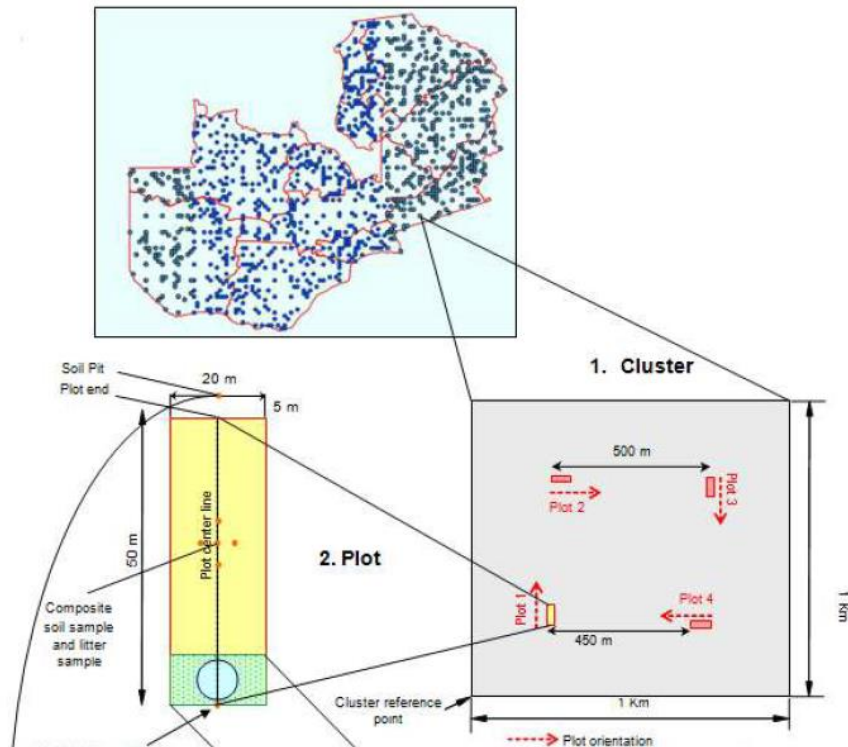 Soil Pit
Plot end
20 m
5 m
50 m
Plot center line
2. Plot
Composite
soil sample
and litter
sample
1. Cluster
500 m
Plot 2
Plot 3
Plot 1
Plot 4
450 m
1 Km
Cluster reference
point
1 Km
Plot orientation